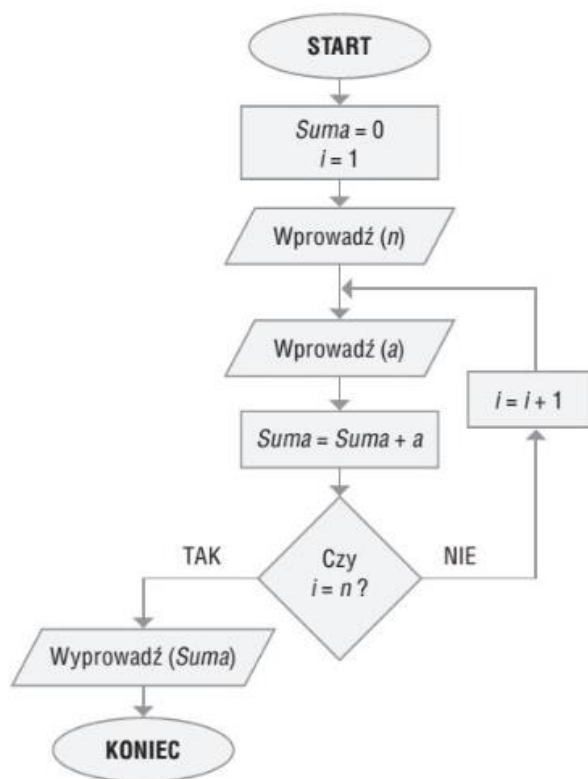 START
Suma = 0
i = 1
Wprowadź (n)
Wprowadź (a)
i = i + 1
Suma = Suma + a
Czy
i = n ?
TAK
NIE
Wyprowadź (Suma)
KONIEC